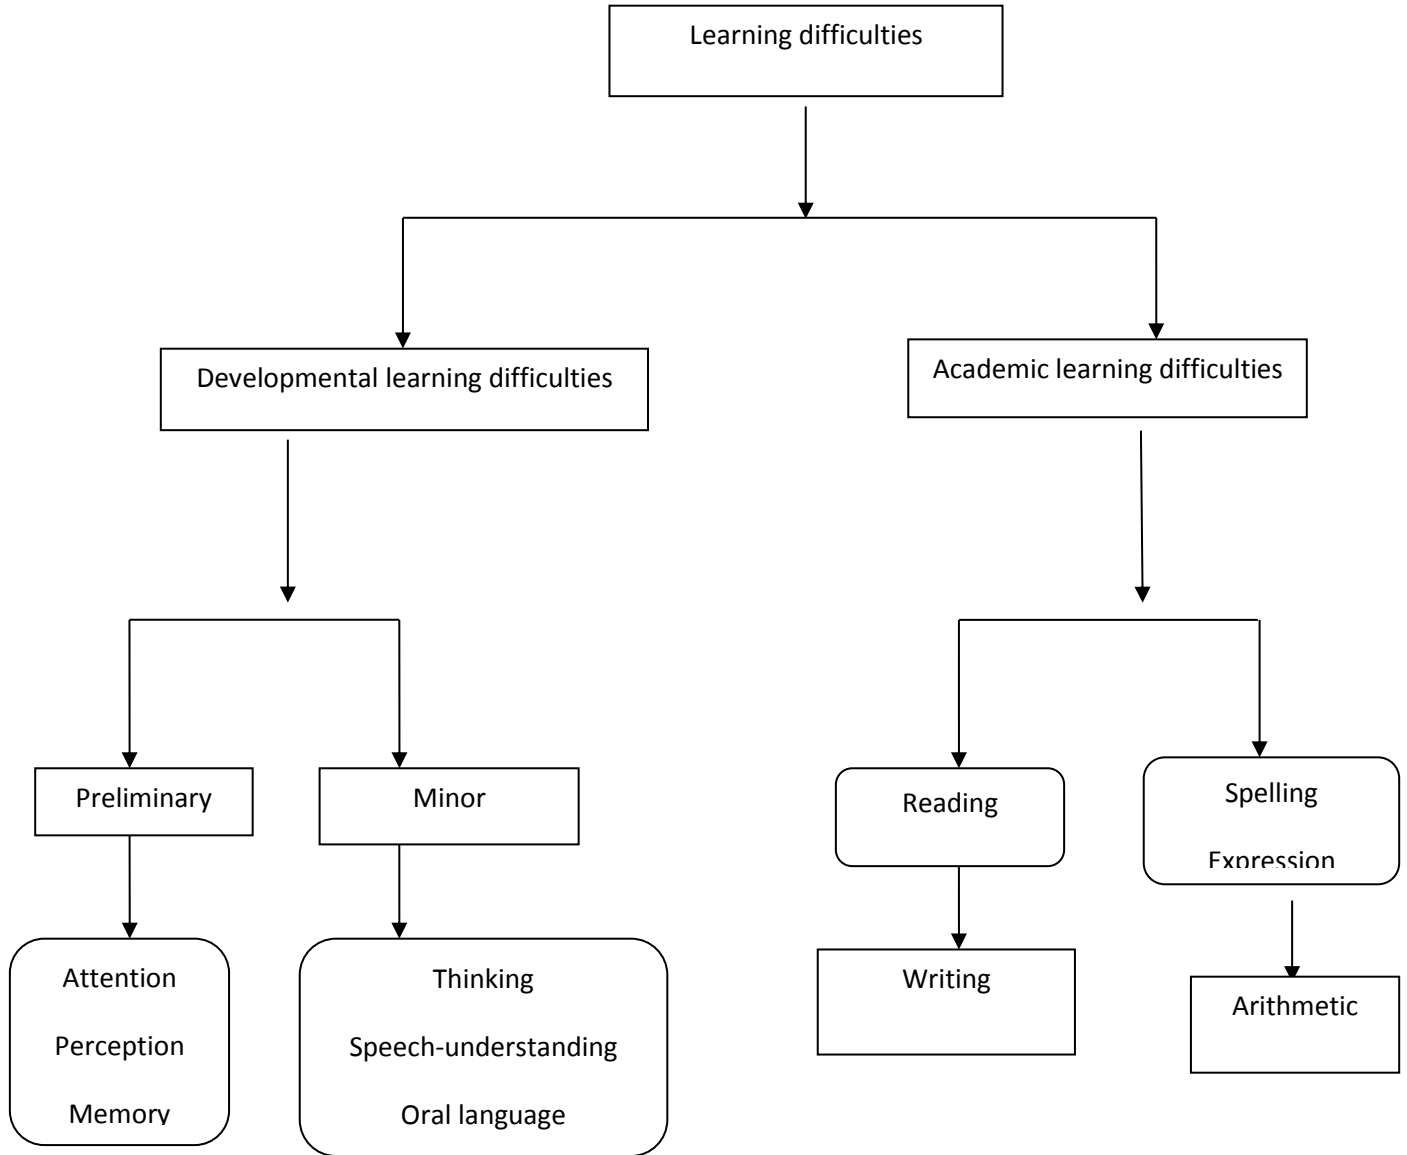 Learning difficulties
Developmental learning difficulties
Academic learning difficulties
Preliminary
Minor
Reading
Spelling
Expression
Attention
Perception
Memory
Thinking
Speech-understanding
Oral language
Writing
Arithmetic